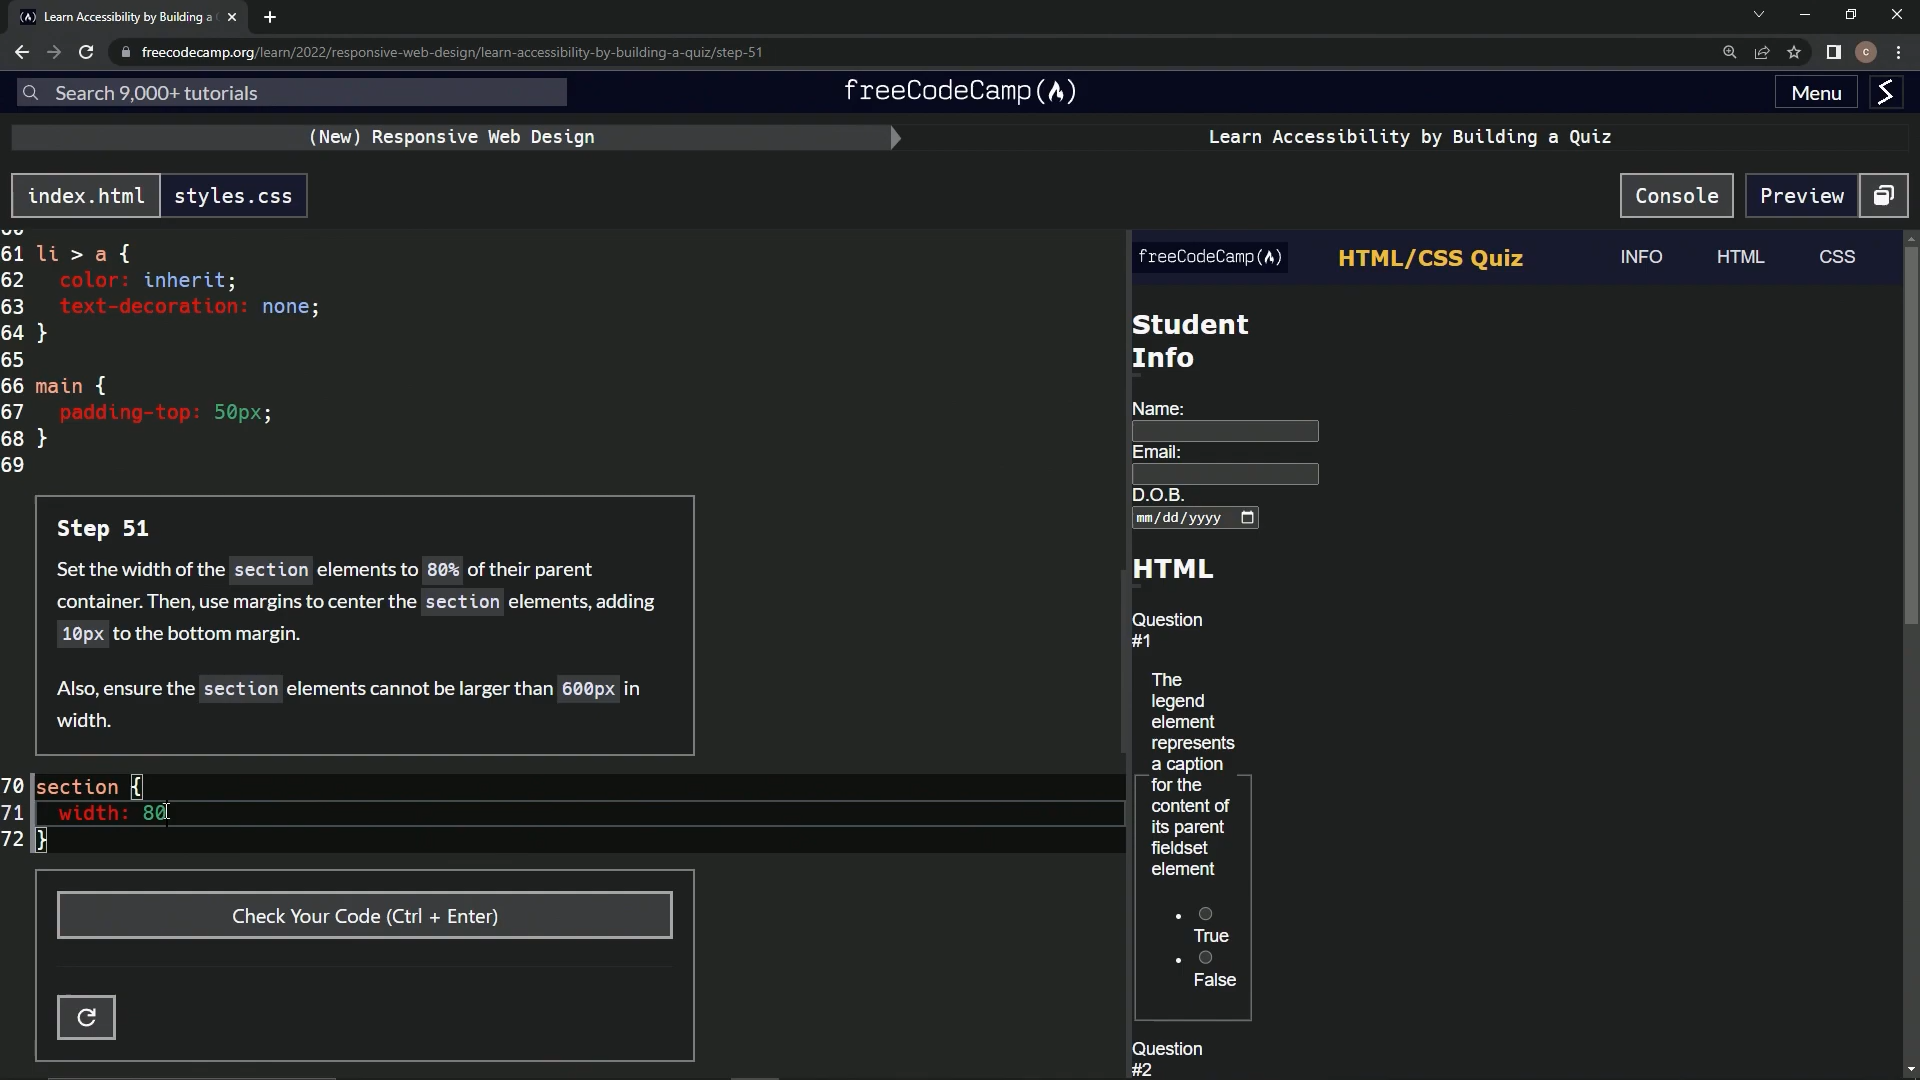 Learn Accessibility by Building a
freecodecamp.org/learn/2022/responsive-web-design/learn-accessibility-by-building-a-quiz/step-51
C
Search 9,000+ tutorials
freeCodeCamp(🔥)
Menu
(New) Responsive Web Design
Learn Accessibility by Building a Quiz
index.html
styles.css
Console
Preview
60
61 li > a {
62 color: inherit;
63 text-decoration: none;
64 }
65
66 main {
67 padding-top: 50px;
68 }
69
Step 51
Set the width of the section elements to 80% of their parent
container. Then, use margins to center the section elements, adding
10px to the bottom margin.
Also, ensure the section elements cannot be larger than 600px in
width.
70 section {
71 width: 80
72 }
Check Your Code (Ctrl + Enter)
freeCodeCamp(🔥)
HTML/CSS Quiz
INFO
HTML
CSS
Student
Info
Name:
Email:
D.O.B.
mm/dd/yyyy
HTML
Question
#1
The
legend
element
represents
a caption
for the
content of
its parent
fieldset
element
True
False
Question
#2